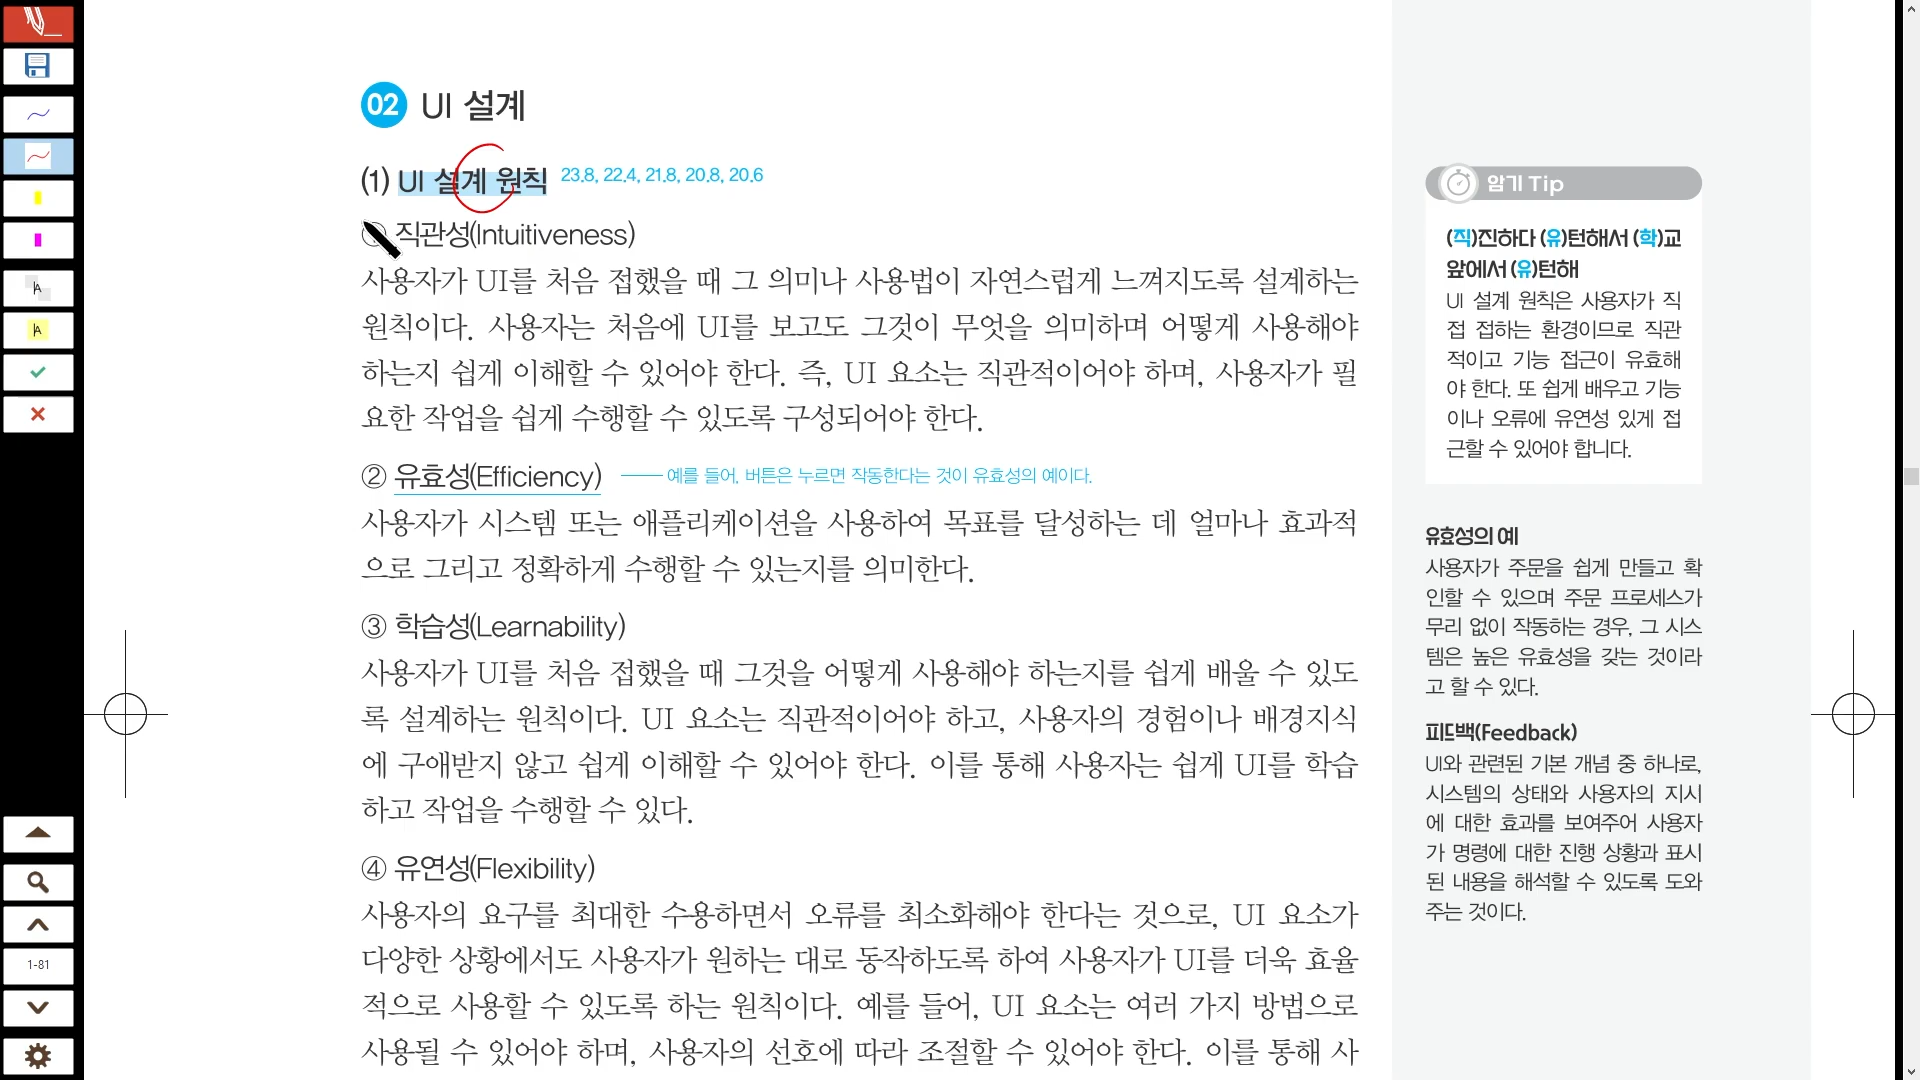 02 UI 설계
(1) UI 설계 원칙 23.8, 22.4, 21.8, 20.8, 20.6
직관성(Intuitiveness)
사용자가 UI를 처음 접했을 때 그 의미나 사용법이 자연스럽게 느껴지도록 설계하는
원칙이다. 사용자는 처음에 UI를 보고도 그것이 무엇을 의미하며 어떻게 사용해야
하는지 쉽게 이해할 수 있어야 한다. 즉, UI 요소는 직관적이어야 하며, 사용자가 필
요한 작업을 쉽게 수행할 수 있도록 구성되어야 한다.
② 유효성(Efficiency) 예를 들어, 버튼은 누르면 작동한다는 것이 유효성의 예이다.
사용자가 시스템 또는 애플리케이션을 사용하여 목표를 달성하는 데 얼마나 효과적
으로 그리고 정확하게 수행할 수 있는지를 의미한다.
③ 학습성(Learnability)
사용자가 UI를 처음 접했을 때 그것을 어떻게 사용해야 하는지를 쉽게 배울 수 있도
록 설계하는 원칙이다. UI 요소는 직관적이어야 하고, 사용자의 경험이나 배경지식
에 구애받지 않고 쉽게 이해할 수 있어야 한다. 이를 통해 사용자는 쉽게 UI를 학습
하고 작업을 수행할 수 있다.
④ 유연성(Flexibility)
사용자의 요구를 최대한 수용하면서 오류를 최소화해야 한다는 것으로, UI 요소가
다양한 상황에서도 사용자가 원하는 대로 동작하도록 하여 사용자가 UI를 더욱 효율
적으로 사용할 수 있도록 하는 원칙이다. 예를 들어, UI 요소는 여러 가지 방법으로
사용될 수 있어야 하며, 사용자의 선호에 따라 조절할 수 있어야 한다. 이를 통해 사
암기 Tip
(직)진하다 (유)턴해서 (학)교
앞에서 (유)턴해
UI 설계 원칙은 사용자가 직
접 접하는 환경이므로 직관
적이고 기능 접근이 유효해
야 한다. 또 쉽게 배우고 기능
이나 오류에 유연성 있게 접
근할 수 있어야 합니다.
유효성의 예
사용자가 주문을 쉽게 만들고 확
인할 수 있으며 주문 프로세스가
무리 없이 작동하는 경우, 그 시스
템은 높은 유효성을 갖는 것이라
고 할 수 있다.
피드백(Feedback)
UI와 관련된 기본 개념 중 하나로,
시스템의 상태와 사용자의 지시
에 대한 효과를 보여주어 사용자
가 명령에 대한 진행 상황과 표시
된 내용을 해석할 수 있도록 도와
주는 것이다.
A
A
1-81